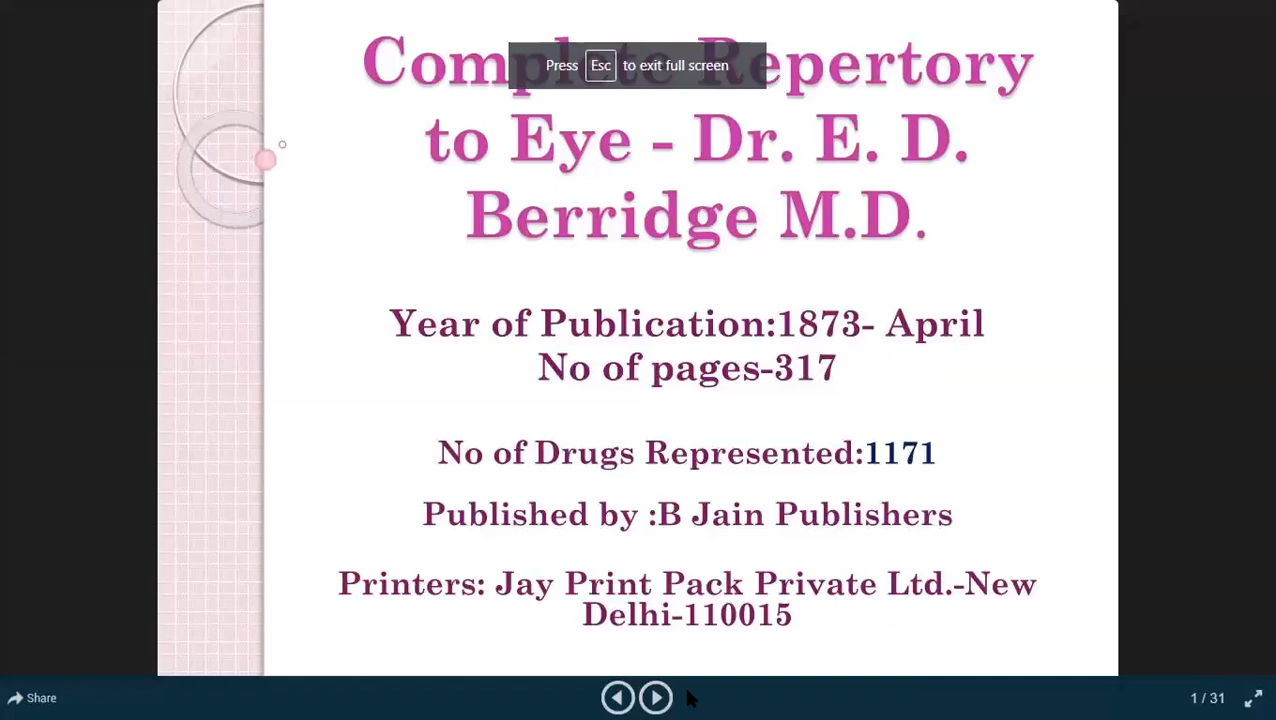 Complete Repertory
Press Esc to exit full screen
to Eye - Dr. E. D.
Berridge M.D.
Year of Publication:1873- April
No of pages-317
No of Drugs Represented:1171
Published by :B Jain Publishers
Printers: Jay Print Pack Private Ltd.-New
Delhi-110015
Share
1 / 31